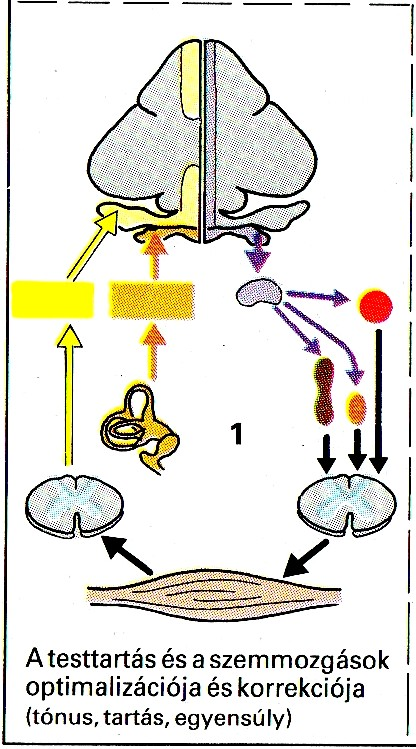 1
A testtartás és a szemmozgások
optimalizációja és korrekciója
(tónus, tartás, egyensúly)